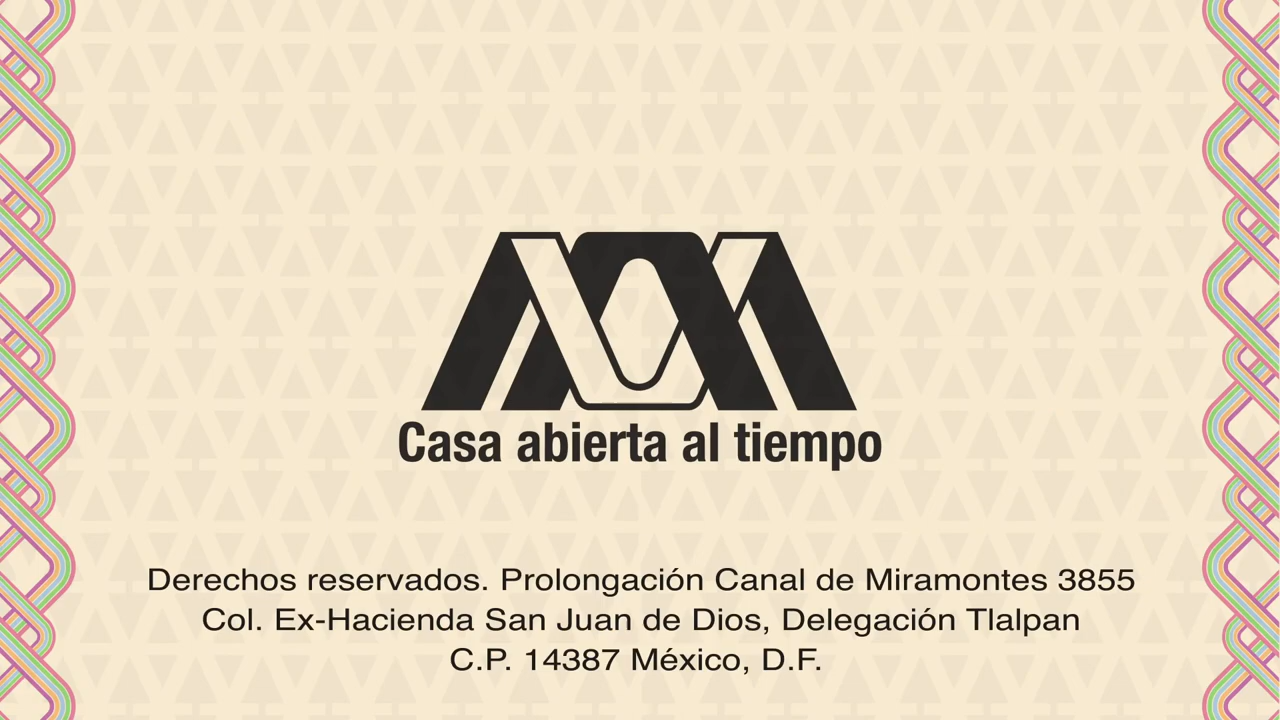 Casa abierta al tiempo
Derechos reservados. Prolongación Canal de Miramontes 3855
Col. Ex-Hacienda San Juan de Dios, Delegación Tlalpan
C.P. 14387 México, D.F.